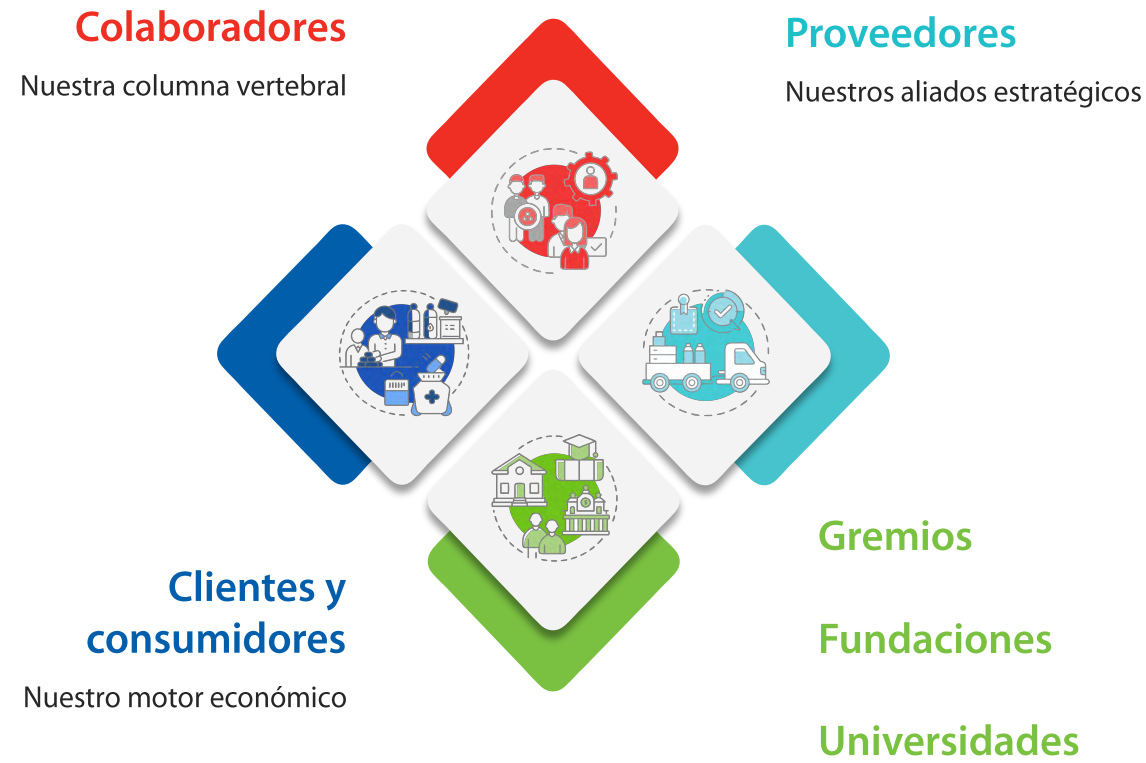 Colaboradores
Nuestra columna vertebral
Proveedores
Nuestros aliados estratégicos
Clientes y
consumidores
Nuestro motor económico
Gremios
Fundaciones
Universidades